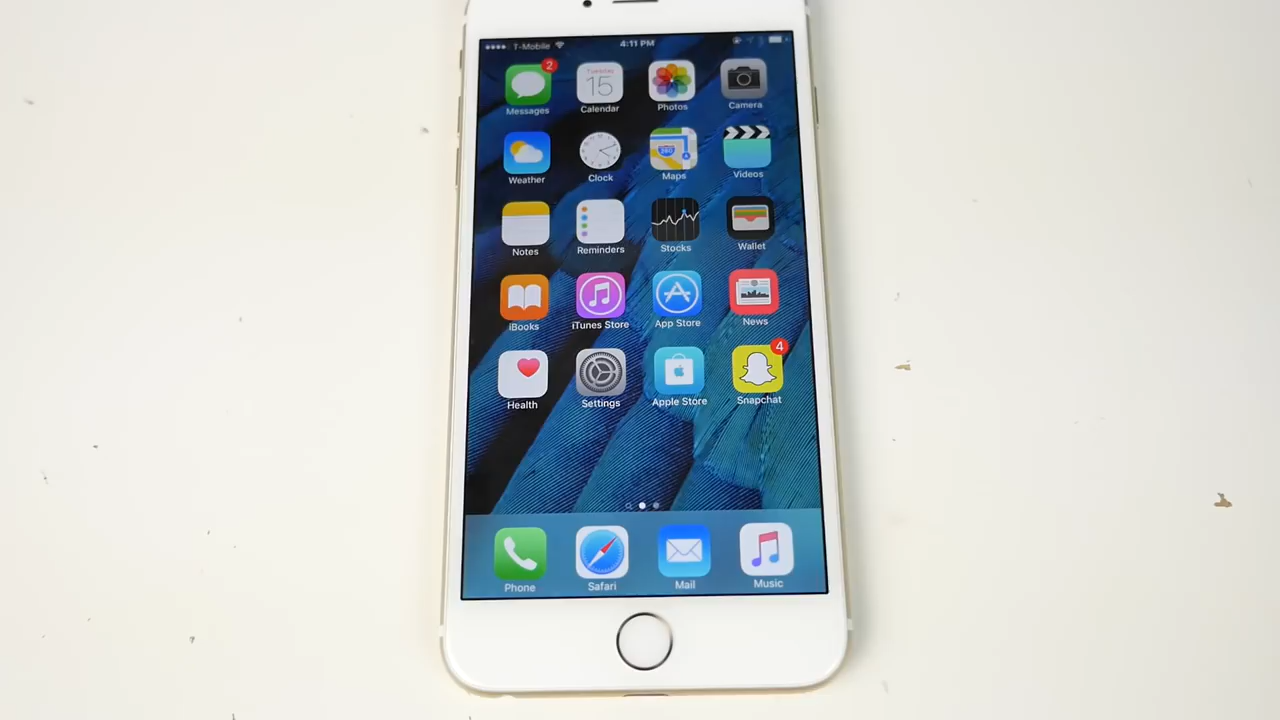 T-Mobile 4:11 PM
2
Tuesday
15
Messages Calendar Photos Camera
280
Weather Clock Maps Videos
Notes Reminders Stocks Wallet
iBooks iTunes Store App Store News
4
Health Settings Apple Store Snapchat
Phone Safari Mail Music